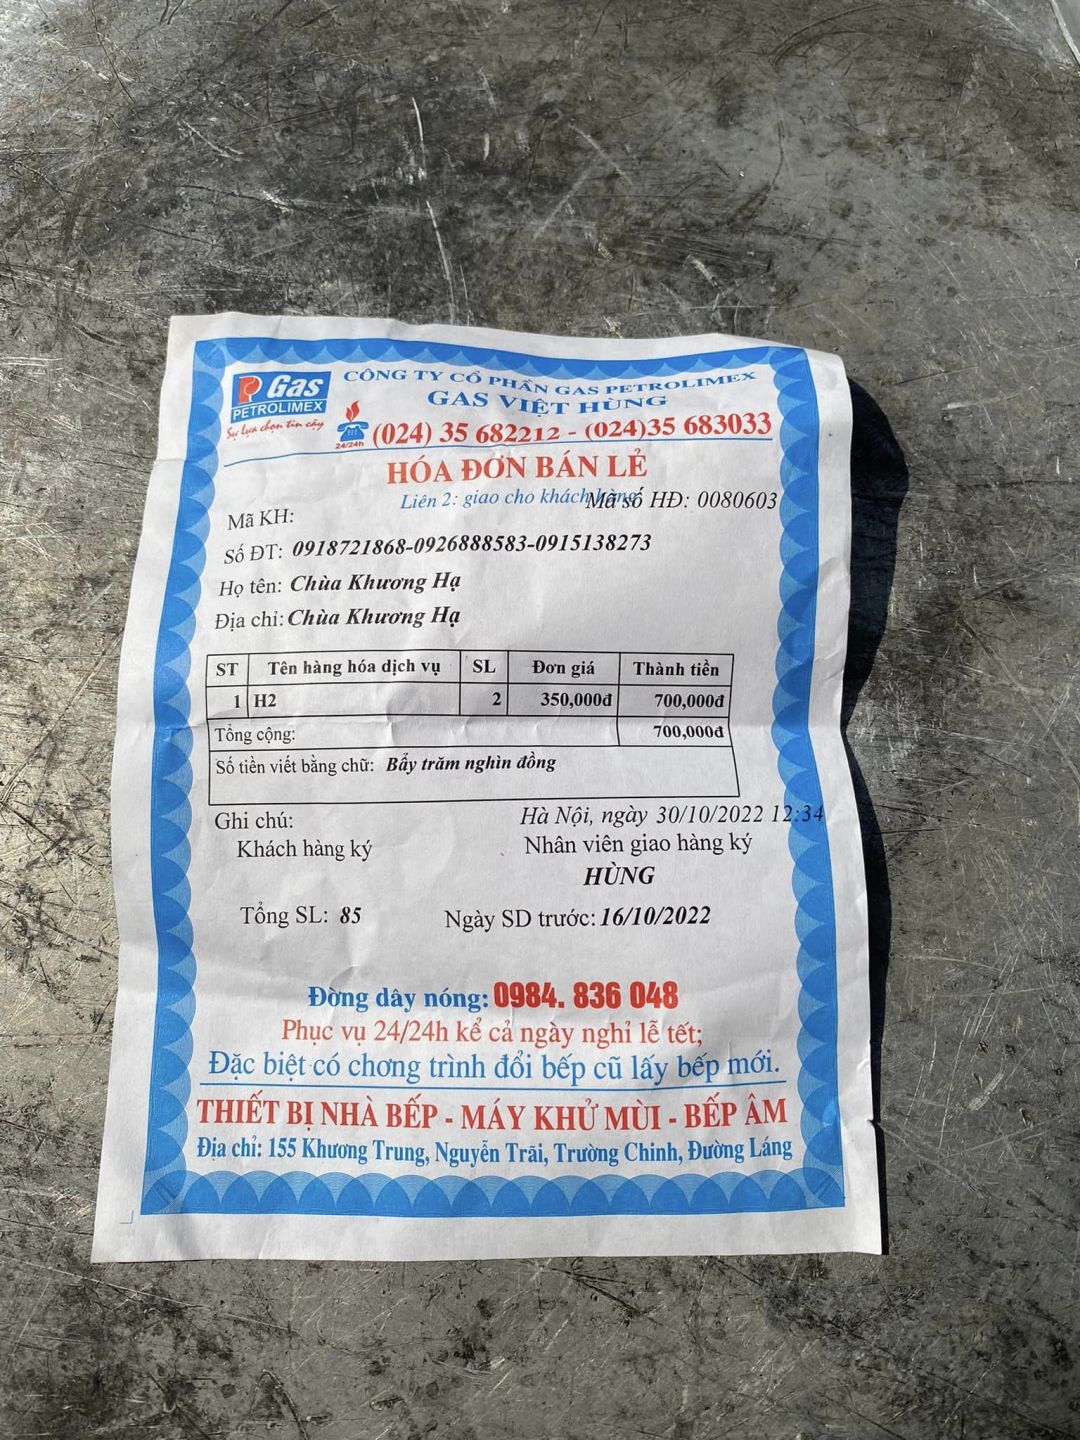 Gas
PETROLIMEX
Sự lựa chọn tin cậy
CÔNG TY CỔ PHẦN GAS PETROLIMEX
GAS VIỆT HÙNG
24/24h
(024) 35 682212 - (024)35 683033
HÓA ĐƠN BÁN LẺ
Liên 2: giao cho khách hàng
Mã số HĐ: 0080603
Mã KH:
Số ĐT: 0918721868-0926888583-0915138273
Họ tên: Chùa Khương Hạ
Địa chỉ: Chùa Khương Hạ
ST Tên hàng hóa dịch vụ SL Đơn giá Thành tiền
1 H2 2 350,000đ 700,000đ
Tổng cộng: 700,000đ
Số tiền viết bằng chữ: Bẩy trăm nghìn đồng
Hà Nội, ngày 30/10/2022 12:34
Ghi chú:
Khách hàng ký Nhân viên giao hàng ký
HÙNG
Tổng SL: 85 Ngày SD trước: 16/10/2022
Đờng dây nóng: 0984. 836 048
Phục vụ 24/24h kể cả ngày nghỉ lễ tết;
Đặc biệt có chơng trình đổi bếp cũ lấy bếp mới.
THIẾT BỊ NHÀ BẾP - MÁY KHỬ MÙI - BẾP ÂM
Địa chỉ: 155 Khương Trung, Nguyễn Trãi, Trường Chinh, Đường Láng